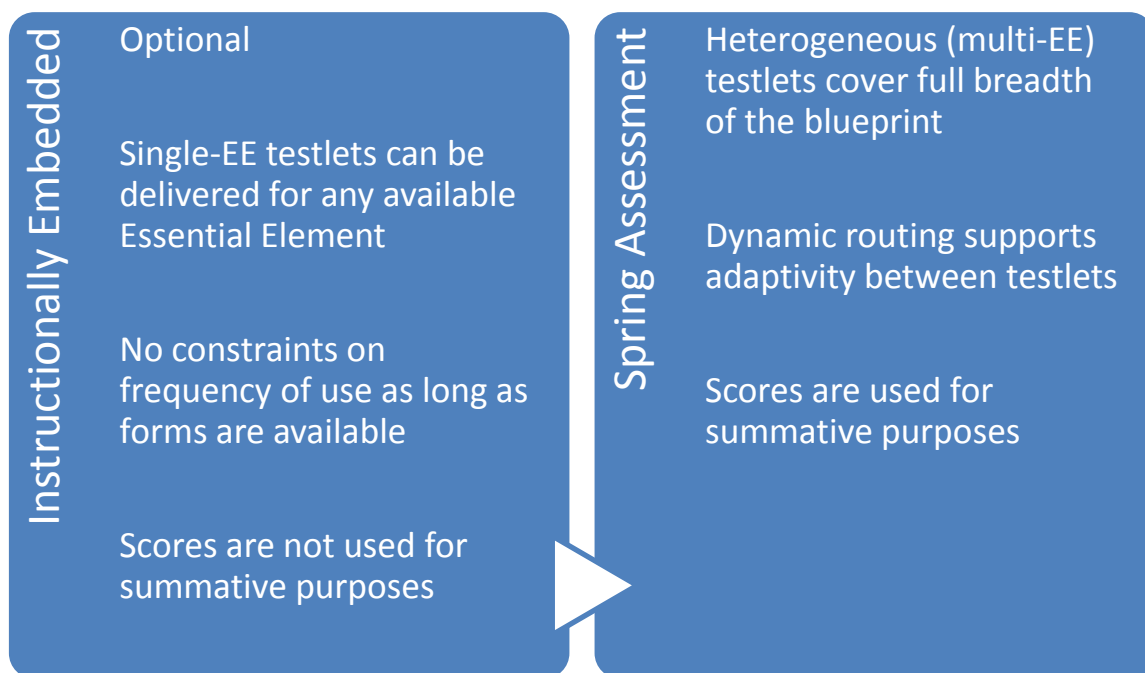 Instructionally Embedded
Optional
Single-EE testlets can be
delivered for any available
Essential Element
No constraints on
frequency of use as long as
forms are available
Scores are not used for
summative purposes
Spring Assessment
Heterogeneous (multi-EE)
testlets cover full breadth
of the blueprint
Dynamic routing supports
adaptivity between testlets
Scores are used for
summative purposes